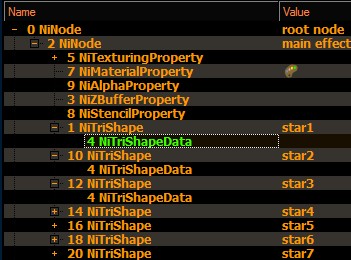 Name Value
0 NiNode root node
2 NiNode main effect
5 NiTexturingProperty
7 NiMaterialProperty
9 NiAlphaProperty
3 NiZBufferProperty
8 NiStencilProperty
1 NiTriShape star1
4 NiTriShapeData
10 NiTriShape star2
4 NiTriShapeData
12 NiTriShape star3
4 NiTriShapeData
14 NiTriShape star4
16 NiTriShape star5
18 NiTriShape star6
20 NiTriShape star7